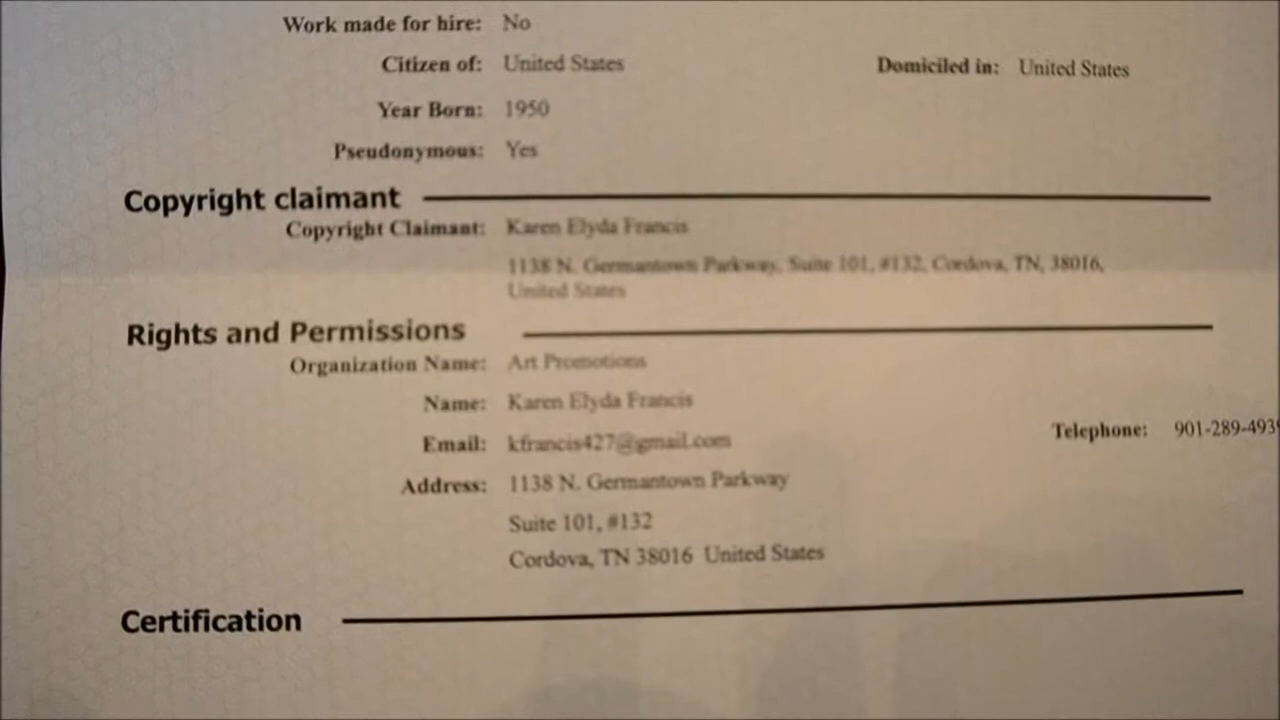 Work made for hire: No
Citizen of: United States Domiciled in: United States
Year Born: 1950
Pseudonymous: Yes
Copyright claimant
Copyright Claimant: Karen Elyda Francis
1138 N. Germantown Parkway, Suite 101, #132, Cordova, TN, 38016,
United States
Rights and Permissions
Organization Name: Art Promotions
Name: Karen Elyda Francis
Email: kfrancis427@gmail.com Telephone: 901-289-4939
Address: 1138 N. Germantown Parkway
Suite 101, #132
Cordova, TN 38016 United States
Certification